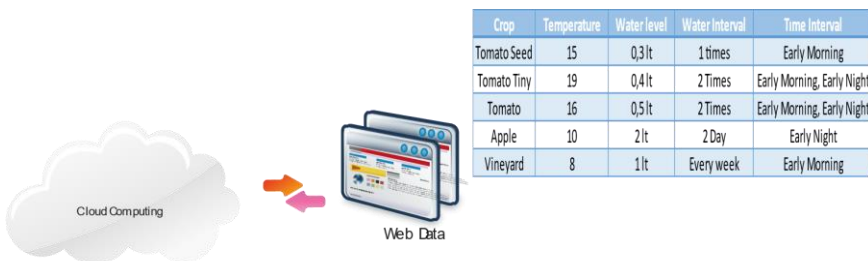 Crop Temperature Water level Water Interval Time Interval
Tomato Seed 15 0,3 lt 1 times Early Morning
Tomato Tiny 19 0,4 lt 2 Times Early Morning, Early Night
Tomato 16 0,5 lt 2 Times Early Morning, Early Night
Apple 10 2 lt 2 Day Early Night
Vineyard 8 1 lt Every week Early Morning
Cloud Computing
Web Data